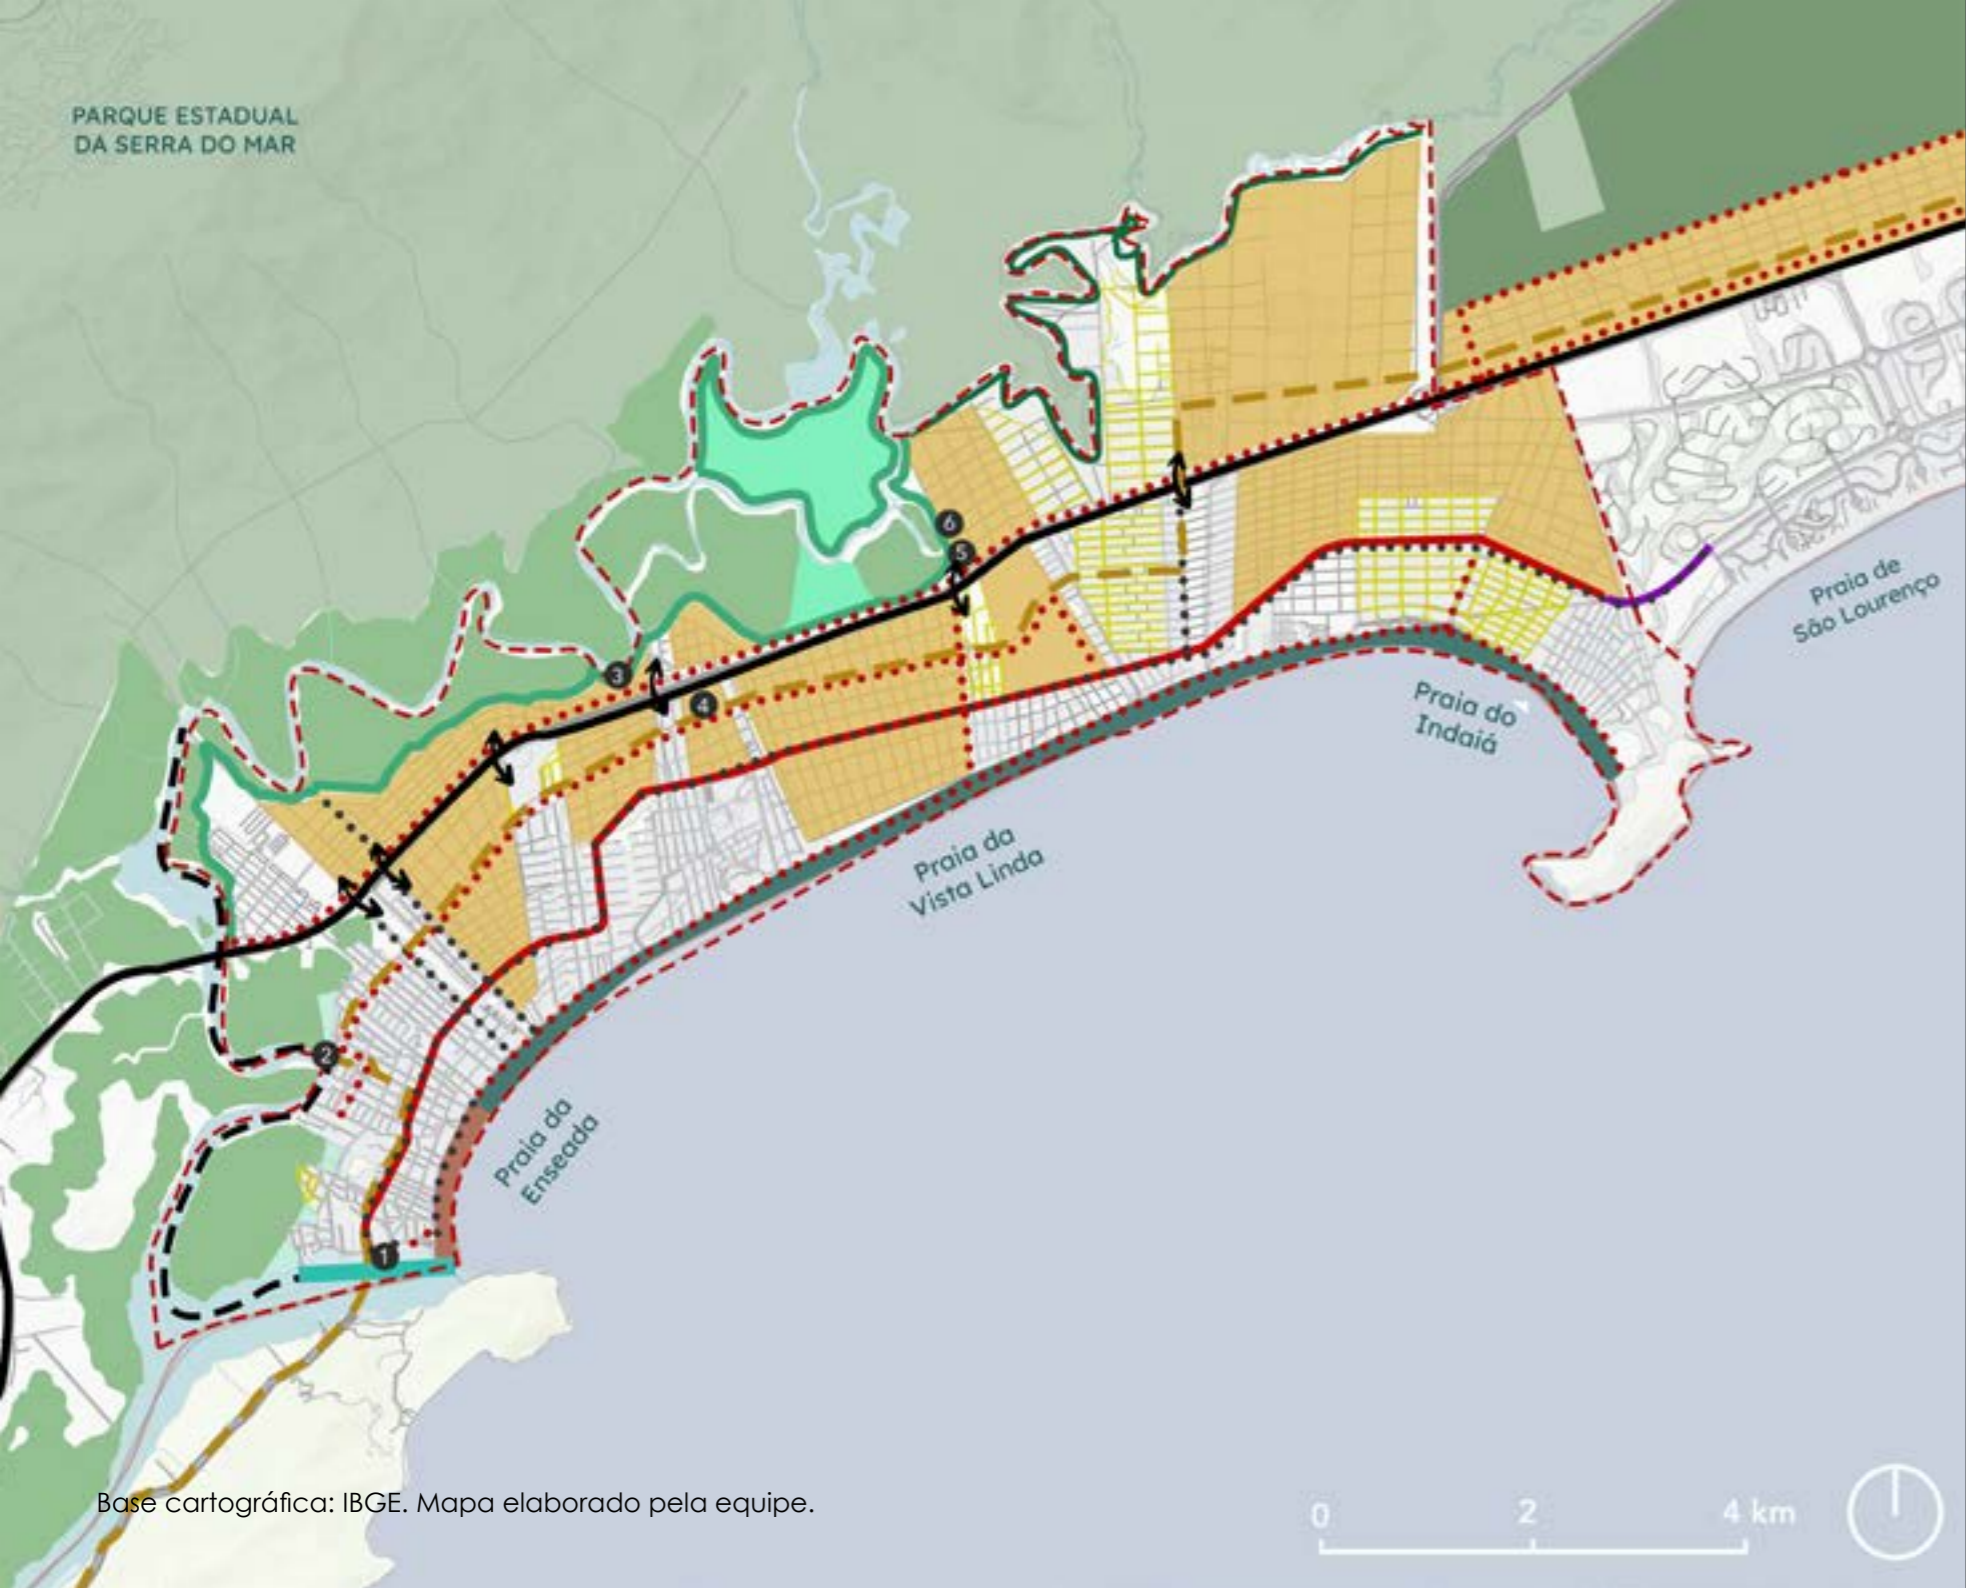 PARQUE ESTADUAL
DA SERRA DO MAR
6
5
3
4
Praia de
São Lourenço
Praia do
Indaiá
Praia da
Vista Linda
2
Praia da
Enseada
1
Base cartográfica: IBGE. Mapa elaborado pela equipe.
0 2 4 km